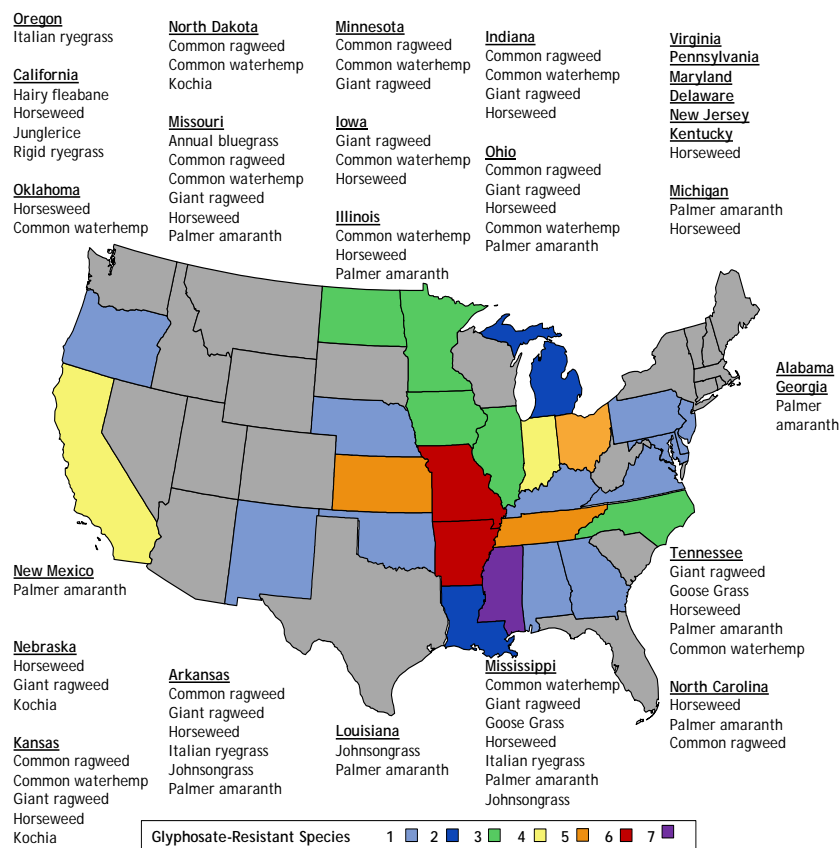 Oregon
Italian ryegrass
California
Hairy fleabane
Horseweed
Junglerice
Rigid ryegrass
Oklahoma
Horsesweed
Common waterhemp
North Dakota
Common ragweed
Common waterhemp
Kochia
Missouri
Annual bluegrass
Common ragweed
Common waterhemp
Giant ragweed
Horseweed
Palmer amaranth
Minnesota
Common ragweed
Common waterhemp
Giant ragweed
Iowa
Giant ragweed
Common waterhemp
Horseweed
Illinois
Common waterhemp
Horseweed
Palmer amaranth
Indiana
Common ragweed
Common waterhemp
Giant ragweed
Horseweed
Ohio
Common ragweed
Giant ragweed
Horseweed
Common waterhemp
Palmer amaranth
Virginia
Pennsylvania
Maryland
Delaware
New Jersey
Kentucky
Horseweed
Michigan
Palmer amaranth
Horseweed
Alabama
Georgia
Palmer
amaranth
New Mexico
Palmer amaranth
Nebraska
Horseweed
Giant ragweed
Kochia
Kansas
Common ragweed
Common waterhemp
Giant ragweed
Horseweed
Kochia
Arkansas
Common ragweed
Giant ragweed
Horseweed
Italian ryegrass
Johnsongrass
Palmer amaranth
Louisiana
Johnsongrass
Palmer amaranth
Mississippi
Common waterhemp
Giant ragweed
Goose Grass
Horseweed
Italian ryegrass
Palmer amaranth
Johnsongrass
Tennessee
Giant ragweed
Goose Grass
Horseweed
Palmer amaranth
Common waterhemp
North Carolina
Horseweed
Palmer amaranth
Common ragweed
Glyphosate-Resistant Species 1 2 3 4 5 6 7